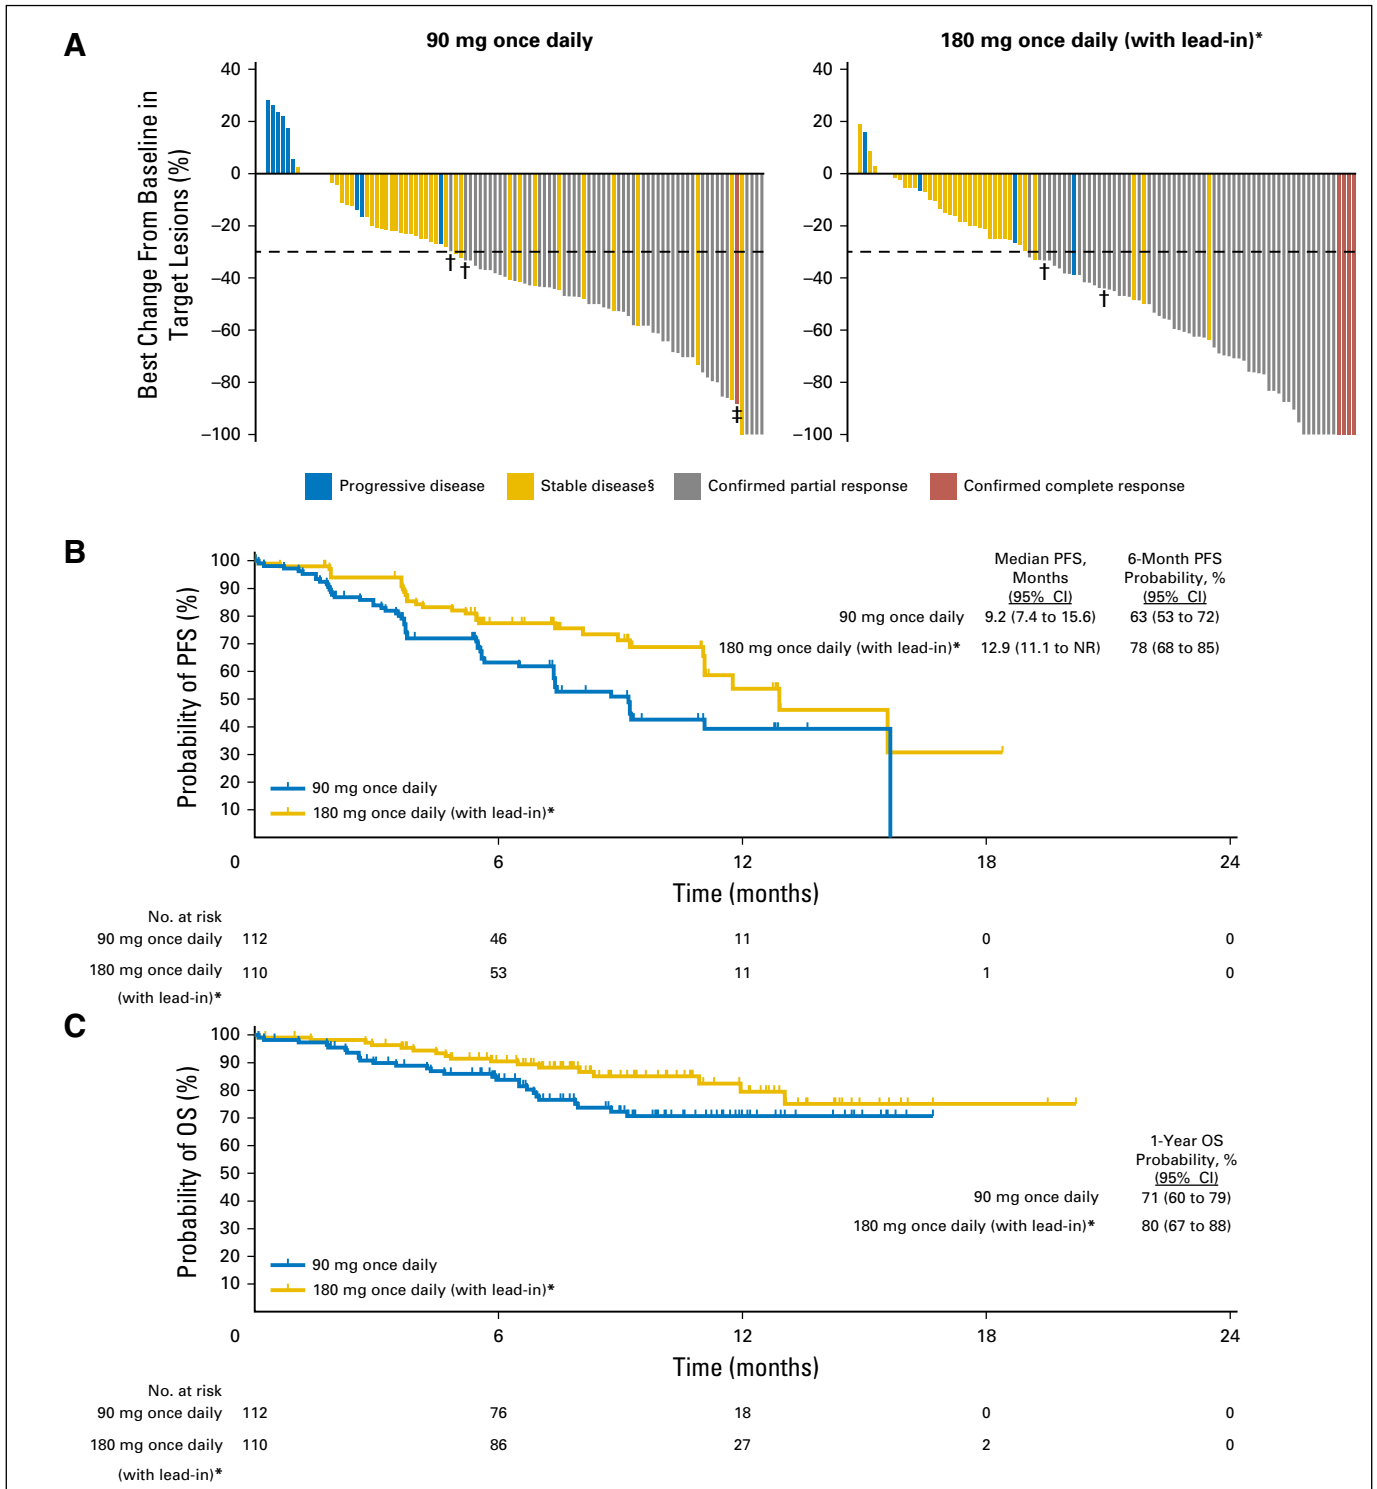 A
90 mg once daily
180 mg once daily (with lead-in)*
Best Change From Baseline in
Target Lesions (%)
40
20
0
–20
–40
–60
–80
–100
† † ‡
40
20
0
–20
–40
–60
–80
–100
† †
Progressive disease
Stable disease§
Confirmed partial response
Confirmed complete response
B
Probability of PFS (%)
100
90
80
70
60
50
40
30
20
10
Median PFS,
Months
(95% CI)
6-Month PFS
Probability, %
(95% CI)
90 mg once daily 9.2 (7.4 to 15.6) 63 (53 to 72)
180 mg once daily (with lead-in)* 12.9 (11.1 to NR) 78 (68 to 85)
90 mg once daily
180 mg once daily (with lead-in)*
0 6 12 18 24
Time (months)
No. at risk
90 mg once daily 112 46 11 0 0
180 mg once daily 110 53 11 1 0
(with lead-in)*
C
Probability of OS (%)
100
90
80
70
60
50
40
30
20
10
1-Year OS
Probability, %
(95% CI)
90 mg once daily 71 (60 to 79)
180 mg once daily (with lead-in)* 80 (67 to 88)
90 mg once daily
180 mg once daily (with lead-in)*
0 6 12 18 24
Time (months)
No. at risk
90 mg once daily 112 76 18 0 0
180 mg once daily 110 86 27 2 0
(with lead-in)*